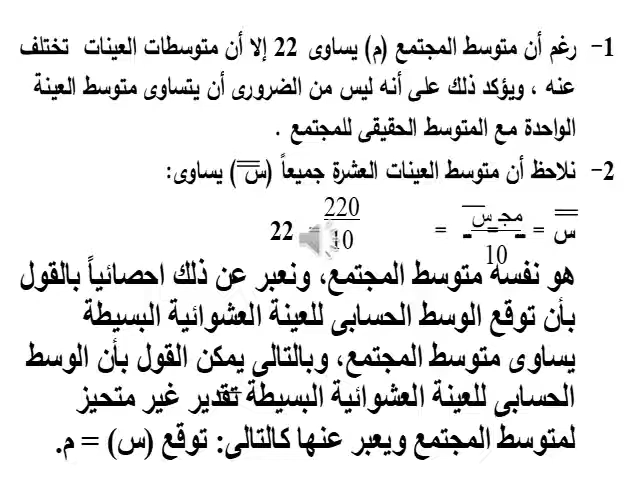 1- رغم أن متوسط المجتمع (م) يساوى 22 إلا أن متوسطات العينات تختلف
عنه ، ويؤكد ذلك على أنه ليس من الضرورى أن يتساوى متوسط العينة
الواحدة مع المتوسط الحقيقى للمجتمع .
2- نلاحظ أن متوسط العينات العشرة جميعاً (س) يساوى:
س = مجـ س / 10 = 220 / 10 = 22
هو نفسه متوسط المجتمع، ونعبر عن ذلك احصائياً بالقول
بأن توقع الوسط الحسابى للعينة العشوائية البسيطة
يساوى متوسط المجتمع، وبالتالى يمكن القول بأن الوسط
الحسابى للعينة العشوائية البسيطة تقدير غير متحيز
لمتوسط المجتمع ويعبر عنها كالتالى: توقع (س) = م.